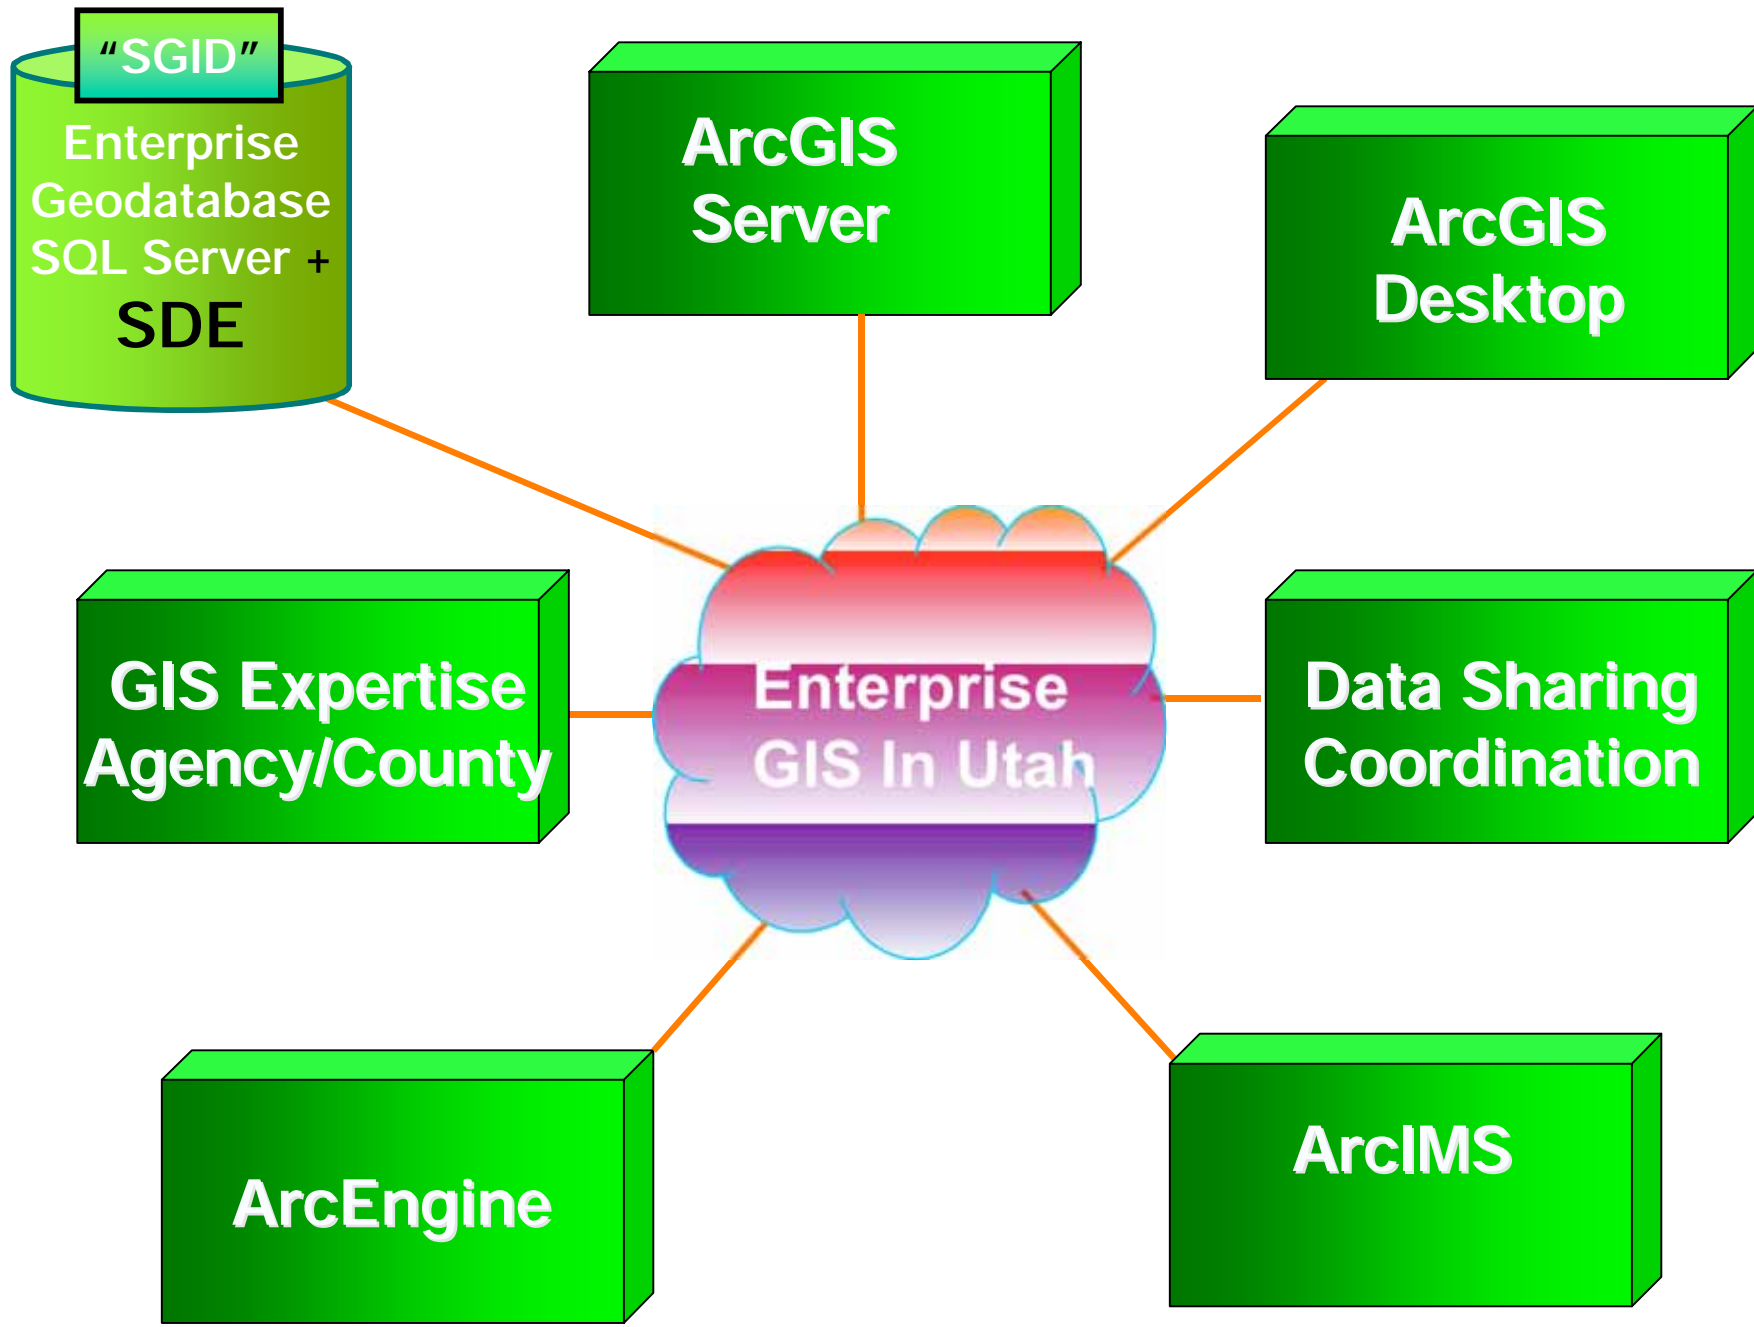 “SGID”
Enterprise
Geodatabase
SQL Server +
SDE
ArcGIS
Server
ArcGIS
Desktop
GIS Expertise
Agency/County
Enterprise
GIS In Utah
Data Sharing
Coordination
ArcEngine
ArcIMS